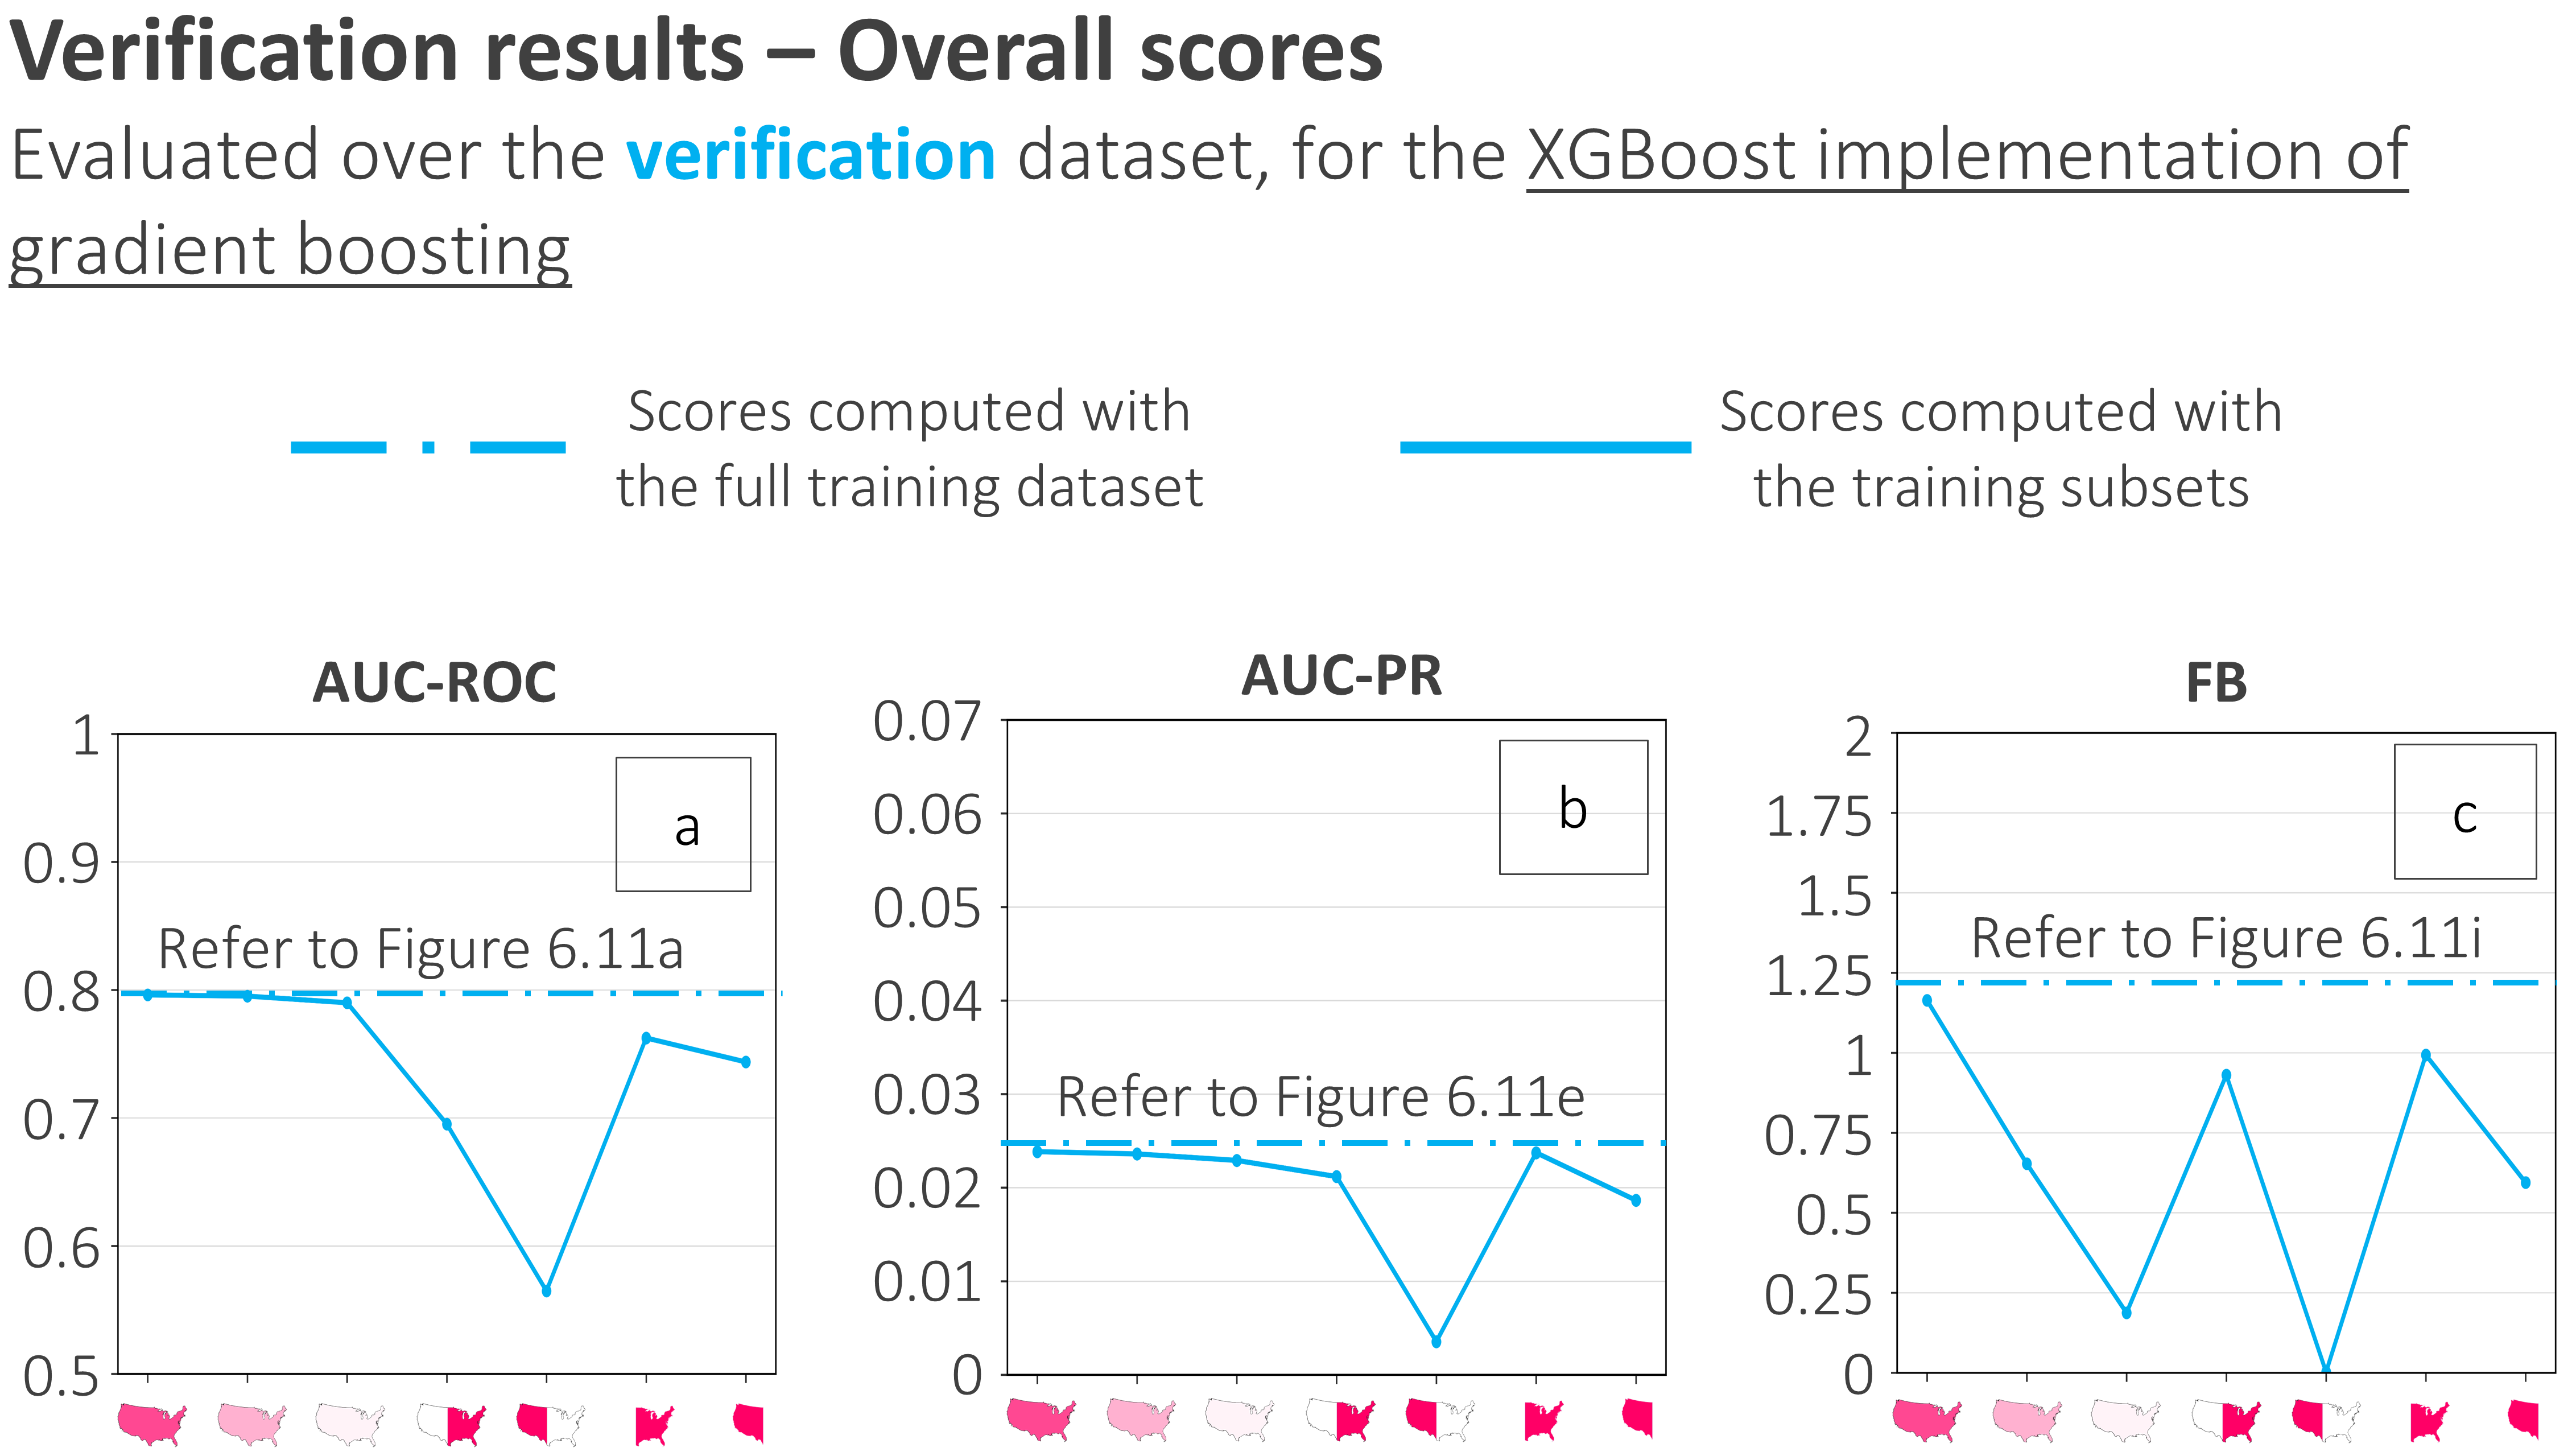 Verification results – Overall scores
Evaluated over the verification dataset, for the XGBoost implementation of
gradient boosting
Scores computed with
the full training dataset
Scores computed with
the training subsets
AUC-ROC
1
0.9
0.8
0.7
0.6
0.5
a
Refer to Figure 6.11a
AUC-PR
0.07
0.06
0.05
0.04
0.03
0.02
0.01
0
b
Refer to Figure 6.11e
FB
2
1.75
1.5
1.25
1
0.75
0.5
0.25
0
c
Refer to Figure 6.11i